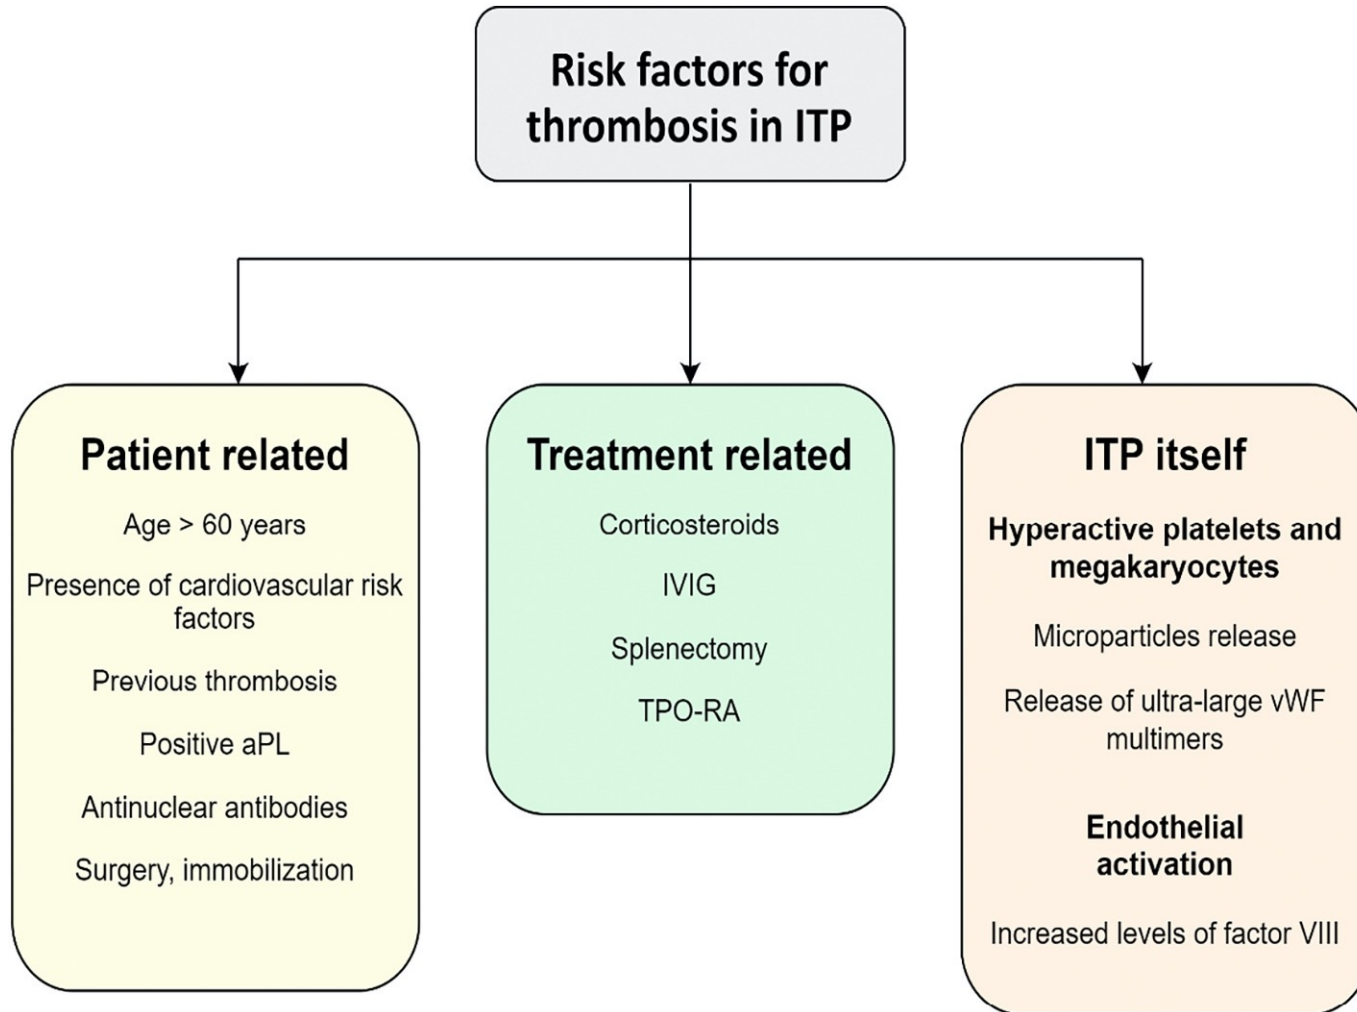 Risk factors for
thrombosis in ITP
Patient related
Age > 60 years
Presence of cardiovascular risk
factors
Previous thrombosis
Positive aPL
Antinuclear antibodies
Surgery, immobilization
Treatment related
Corticosteroids
IVIG
Splenectomy
TPO-RA
ITP itself
Hyperactive platelets and
megakaryocytes
Microparticles release
Release of ultra-large vWF
multimers
Endothelial
activation
Increased levels of factor VIII